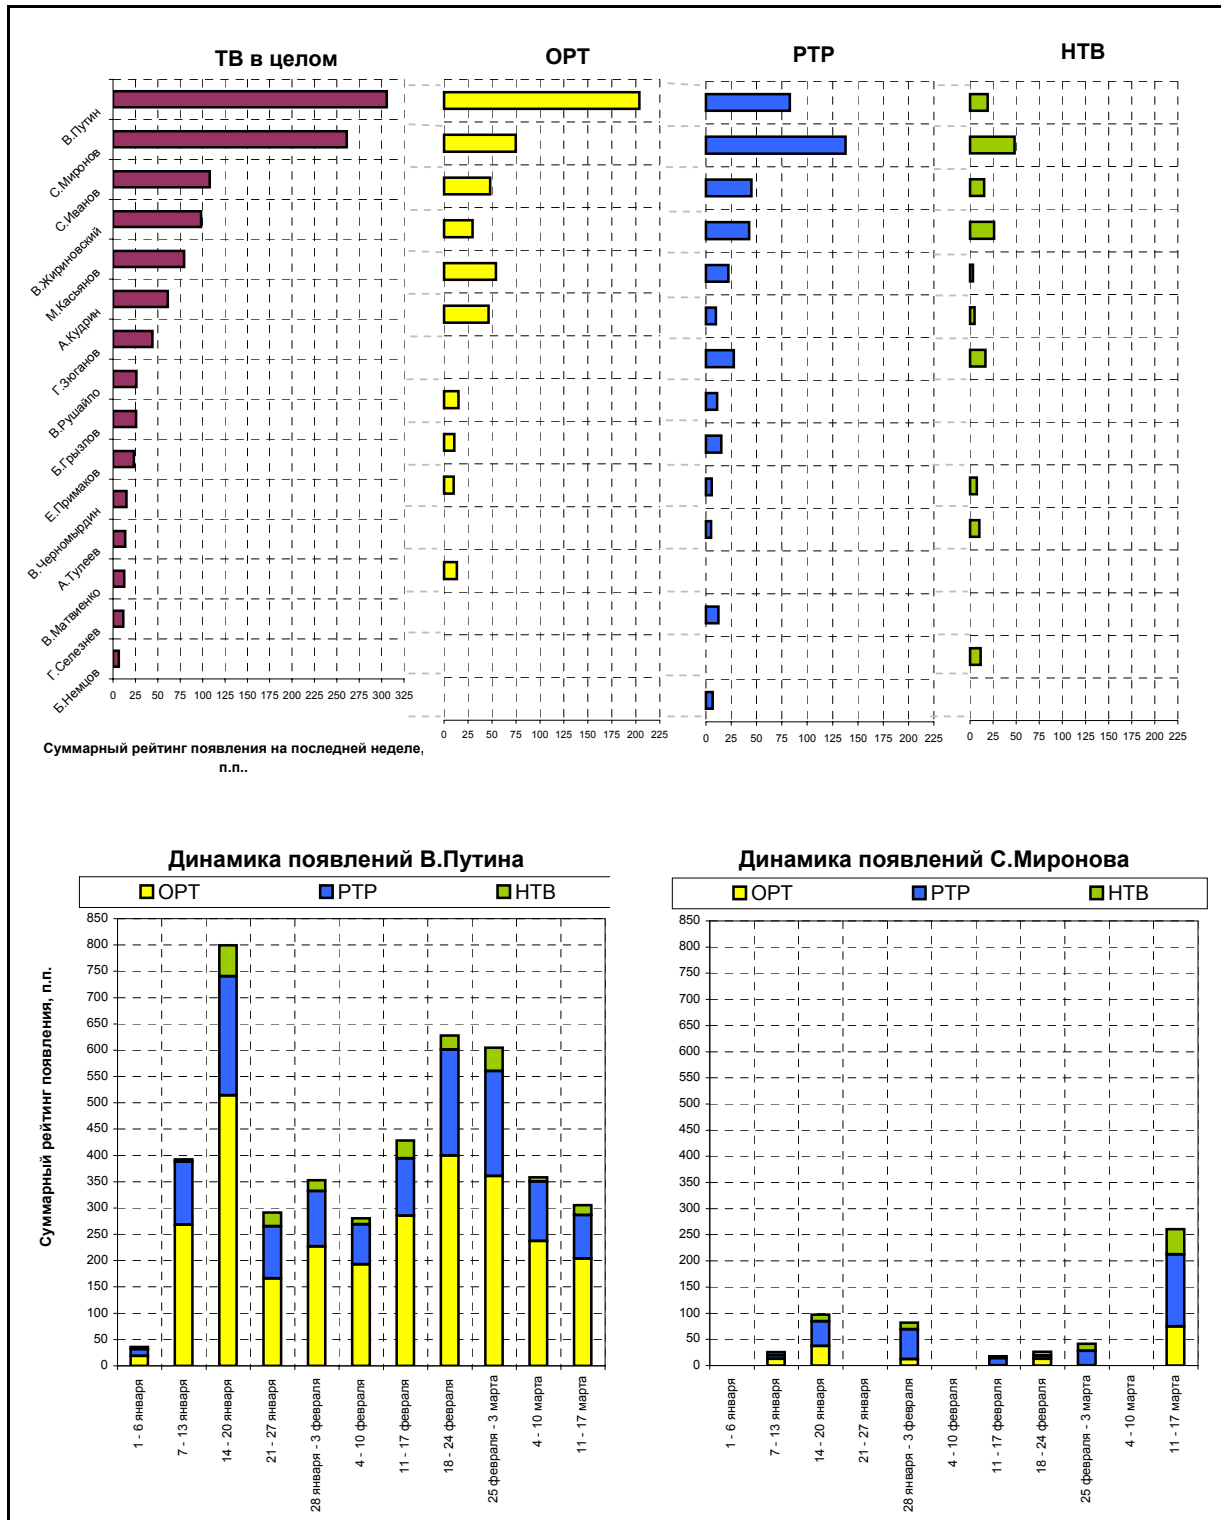 ТВ в целом
ОРТ
РТР
НТВ
В.Путин
С.Миронов
С.Иванов
В.Жириновский
М.Касьянов
А.Кудрин
Г.Зюганов
В.Рушайло
Б.Грызлов
Е.Примаков
В.Черномырдин
А.Тулеев
В.Матвиенко
Г.Селезнев
Б.Немцов
0 25 50 75 100 125 150 175 200 225 250 275 300 325
0 25 50 75 100 125 150 175 200 225
0 25 50 75 100 125 150 175 200 225
0 25 50 75 100 125 150 175 200 225
Суммарный рейтинг появления на последней неделе,
п.п..
Динамика появлений В.Путина
ОРТ РТР НТВ
Суммарный рейтинг появления, п.п.
850
800
750
700
650
600
550
500
450
400
350
300
250
200
150
100
50
0
1 - 6 января
7 - 13 января
14 - 20 января
21 - 27 января
28 января - 3 февраля
4 - 10 февраля
11 - 17 февраля
18 - 24 февраля
25 февраля - 3 марта
4 - 10 марта
11 - 17 марта
Динамика появлений С.Миронова
ОРТ РТР НТВ
850
800
750
700
650
600
550
500
450
400
350
300
250
200
150
100
50
0
1 - 6 января
7 - 13 января
14 - 20 января
21 - 27 января
28 января - 3 февраля
4 - 10 февраля
11 - 17 февраля
18 - 24 февраля
25 февраля - 3 марта
4 - 10 марта
11 - 17 марта